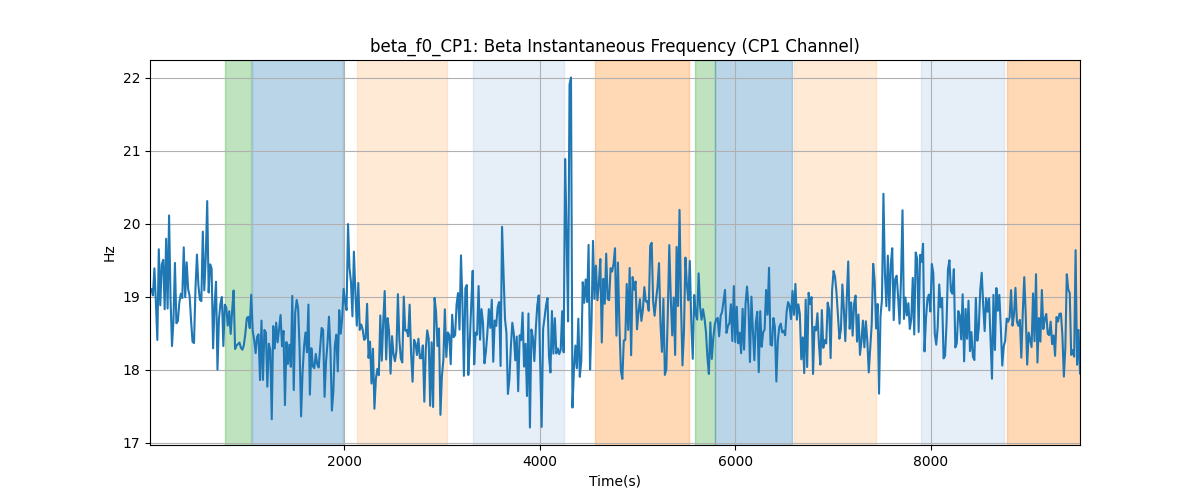 beta_f0_CP1: Beta Instantaneous Frequency (CP1 Channel)
22
21
20
19
18
17
Hz
2000 4000 6000 8000
Time(s)